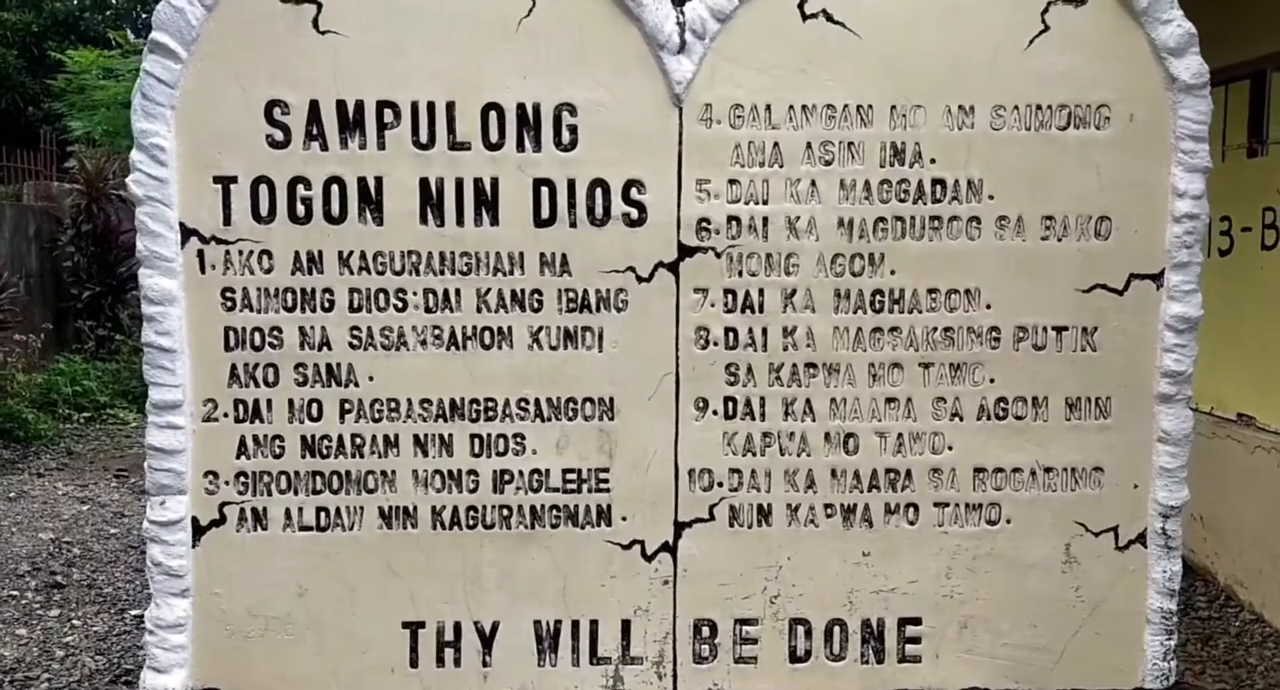 SAMPULONG
TOGON NIN DIOS
1. AKO AN KAGURANGNAN NA
SAIMONG DIOS: DAI KANG IBANG
DIOS NA SASAMBAHON KUNDI
AKO SANA.
2. DAI MO PAGBASANGBASANGON
ANG NGARAN NIN DIOS.
3. GIROMDOMON MONG IPAGLEHE
AN ALDAW NIN KAGURANGNAN.
4. GALANGAN MO AN SAIMONG
AMA ASIN INA.
5. DAI KA MAGGADAN.
6. DAI KA MAGDUROG SA BAKO
MONG AGOM.
7. DAI KA MAGHABON.
8. DAI KA MAGSAKSING PUTIK
SA KAPWA MO TAWO.
9. DAI KA MAARA SA AGOM NIN
KAPWA MO TAWO.
10. DAI KA MAARA SA ROGARING
NIN KAPWA MO TAWO.
THY WILL BE DONE
13-B